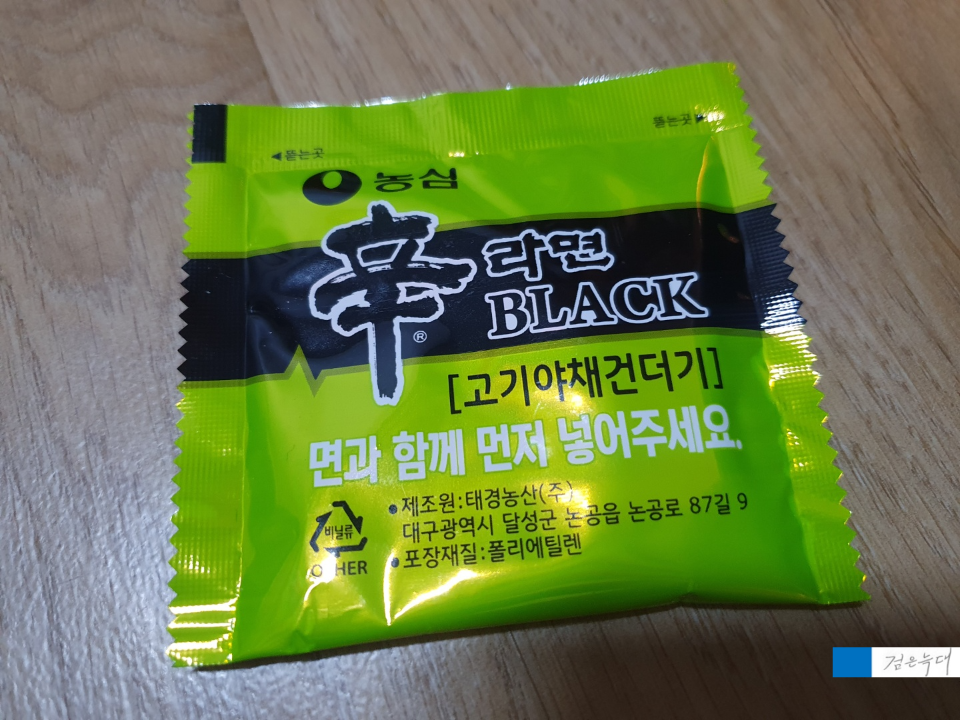 ◀뜯는곳
뜯는곳▶
농심
辛라면
BLACK
®
[고기야채건더기]
면과 함께 먼저 넣어주세요.
•제조원:태경농산(주)
대구광역시 달성군 논공읍 논공로 87길 9
•포장재질:폴리에틸렌
비닐류
OTHER
검은늑대